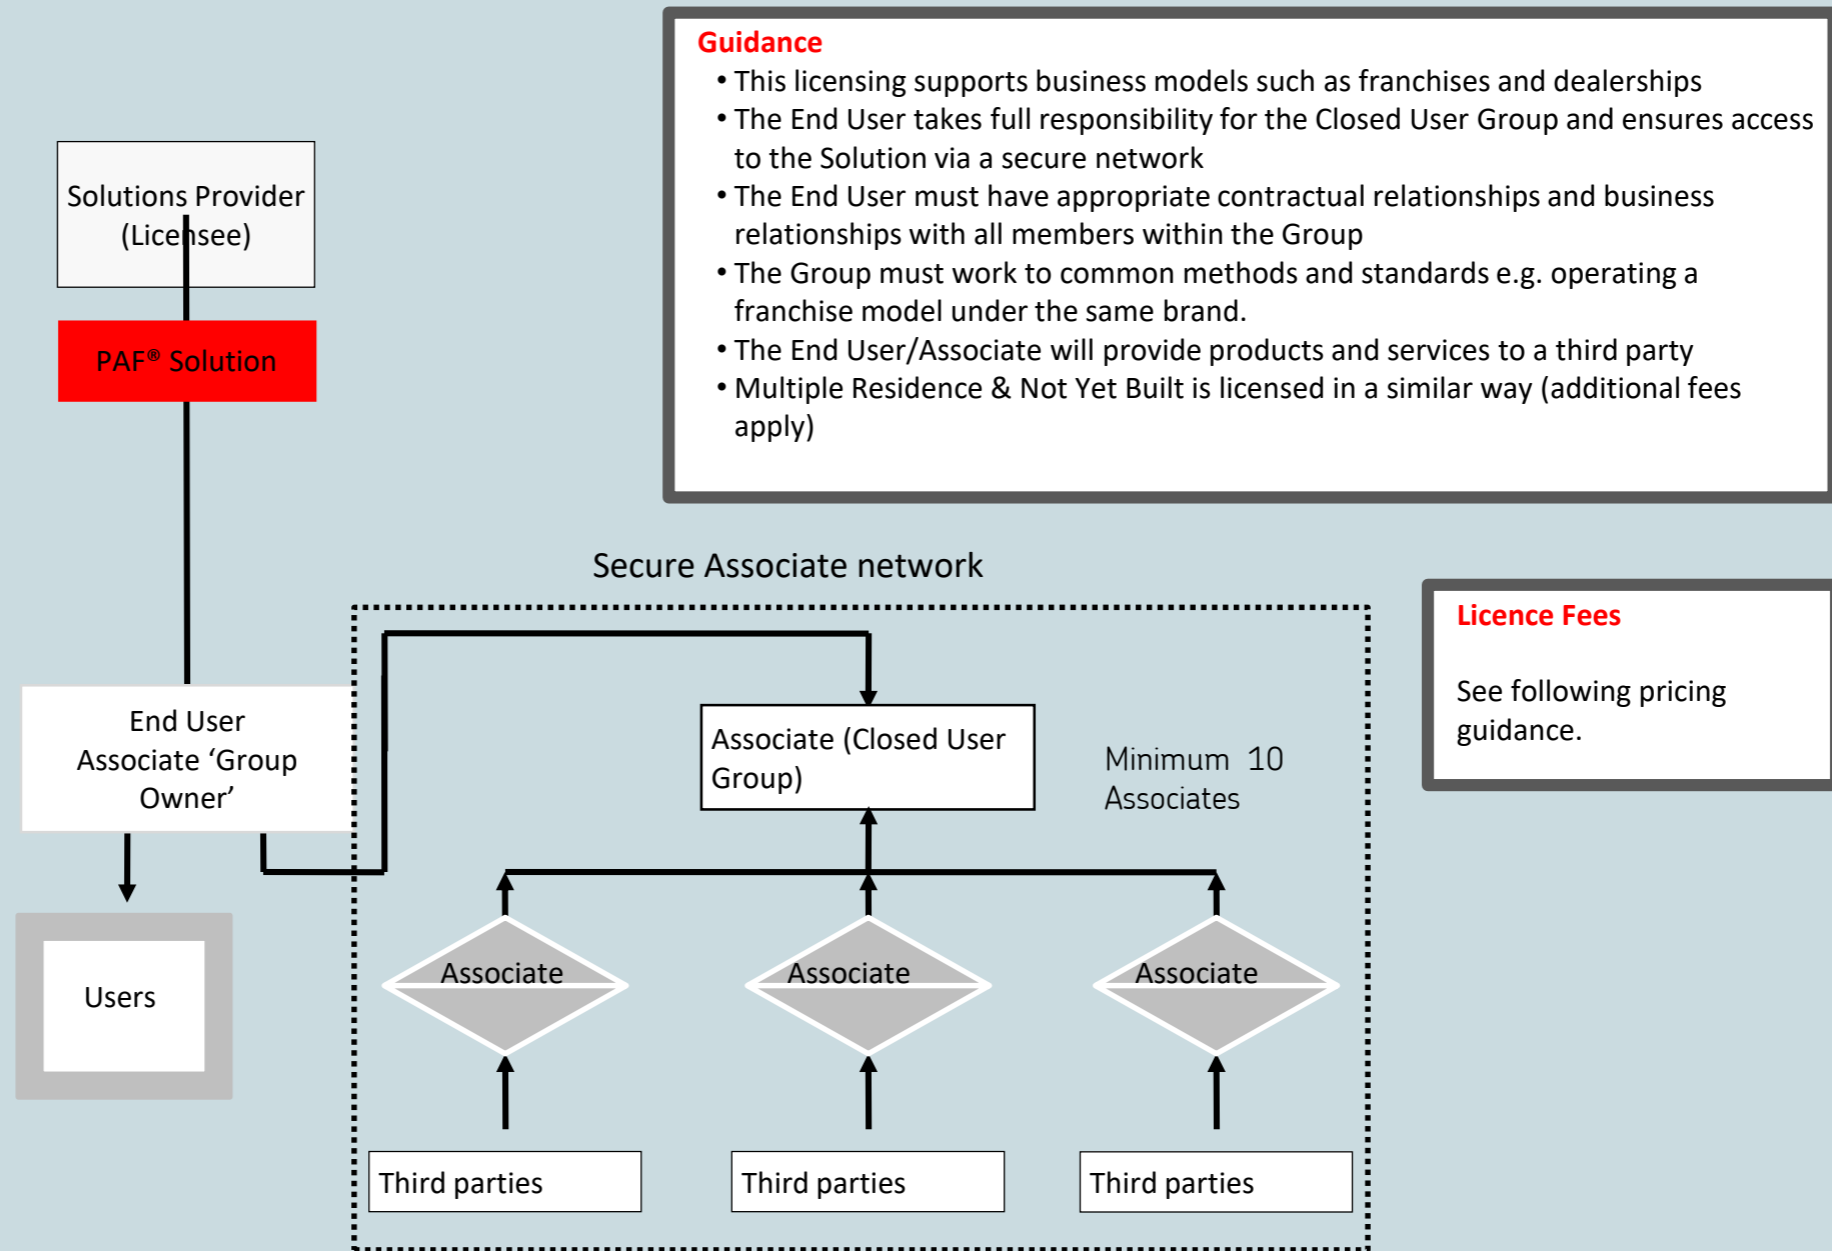 Guidance
• This licensing supports business models such as franchises and dealerships
• The End User takes full responsibility for the Closed User Group and ensures access
to the Solution via a secure network
• The End User must have appropriate contractual relationships and business
relationships with all members within the Group
• The Group must work to common methods and standards e.g. operating a
franchise model under the same brand.
• The End User/Associate will provide products and services to a third party
• Multiple Residence & Not Yet Built is licensed in a similar way (additional fees
apply)
Solutions Provider
(Licensee)
PAF® Solution
Secure Associate network
Licence Fees
See following pricing
guidance.
End User
Associate ‘Group
Owner’
Associate (Closed User
Group)
Minimum 10
Associates
Users
Associate
Associate
Associate
Third parties
Third parties
Third parties